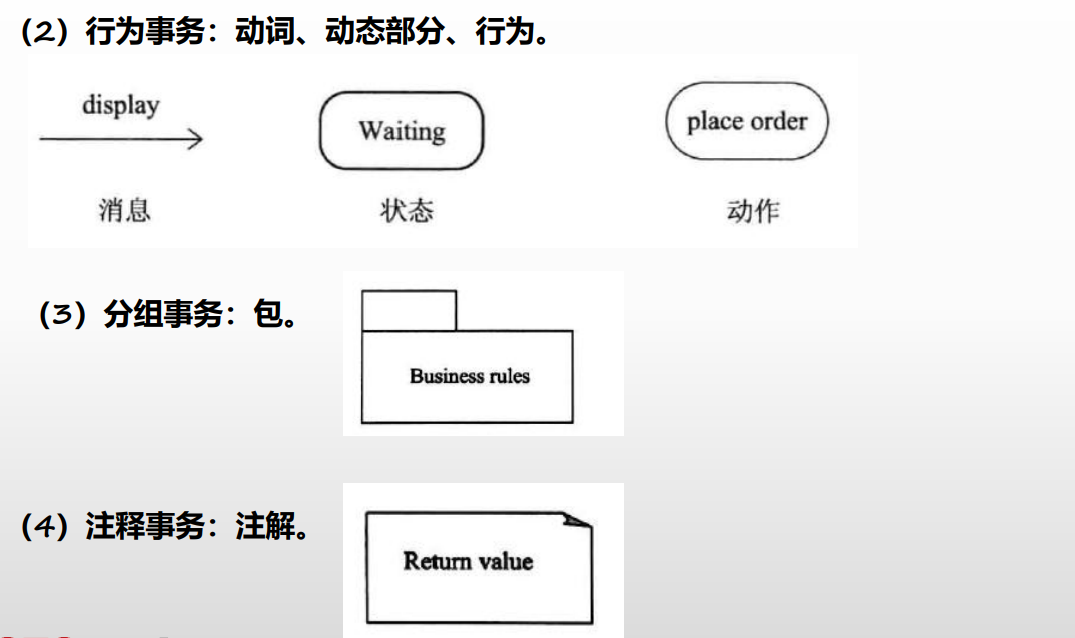 （2）行为事务：动词、动态部分、行为。
display
Waiting
place order
消息
状态
动作
（3）分组事务：包。
Business rules
（4）注释事务：注解。
Return value